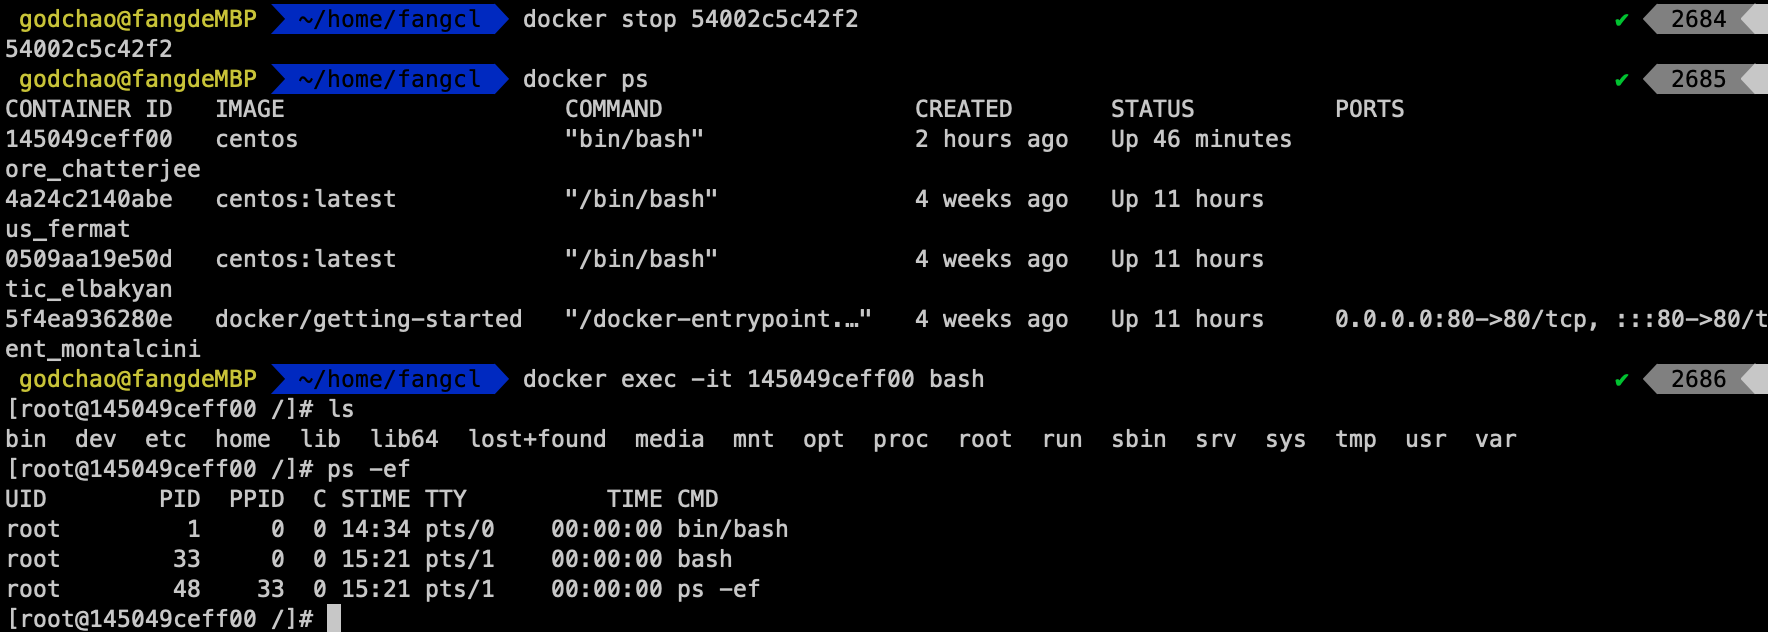 godchao@fangdeMBP ~/home/fangcl docker stop 54002c5c42f2 ✔ 2684
54002c5c42f2
godchao@fangdeMBP ~/home/fangcl docker ps ✔ 2685
CONTAINER ID IMAGE COMMAND CREATED STATUS PORTS
145049ceff00 centos "bin/bash" 2 hours ago Up 46 minutes
ore_chatterjee
4a24c2140abe centos:latest "/bin/bash" 4 weeks ago Up 11 hours
us_fermat
0509aa19e50d centos:latest "/bin/bash" 4 weeks ago Up 11 hours
tic_elbakyan
5f4ea936280e docker/getting-started "/docker-entrypoint.…" 4 weeks ago Up 11 hours 0.0.0.0:80->80/tcp, :::80->80/t
ent_montalcini
godchao@fangdeMBP ~/home/fangcl docker exec -it 145049ceff00 bash ✔ 2686
[root@145049ceff00 /]# ls
bin dev etc home lib lib64 lost+found media mnt opt proc root run sbin srv sys tmp usr var
[root@145049ceff00 /]# ps -ef
UID PID PPID C STIME TTY TIME CMD
root 1 0 0 14:34 pts/0 00:00:00 bin/bash
root 33 0 0 15:21 pts/1 00:00:00 bash
root 48 33 0 15:21 pts/1 00:00:00 ps -ef
[root@145049ceff00 /]#